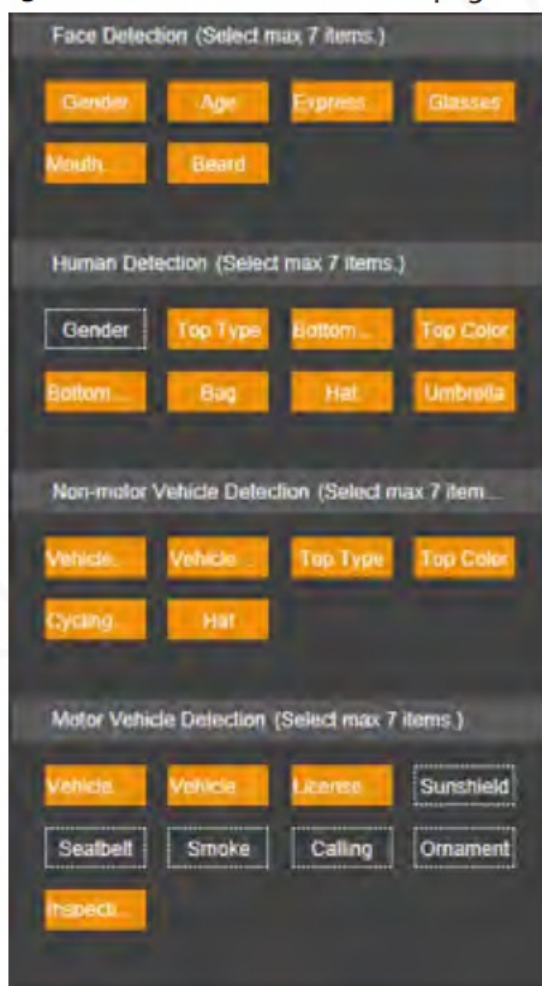 Face Detection (Select max 7 items.)
Gender Age Express... Glasses
Mouth... Beard
Human Detection (Select max 7 items.)
Gender Top Type Bottom ... Top Color
Bottom ... Bag Hat Umbrella
Non-motor Vehicle Detection (Select max 7 item...
Vehicle... Vehicle ... Top Type Top Color
Cycling... Hat
Motor Vehicle Detection (Select max 7 items.)
Vehicle... Vehicle ... License... Sunshield
Seatbelt Smoke Calling Ornament
Inspecti...